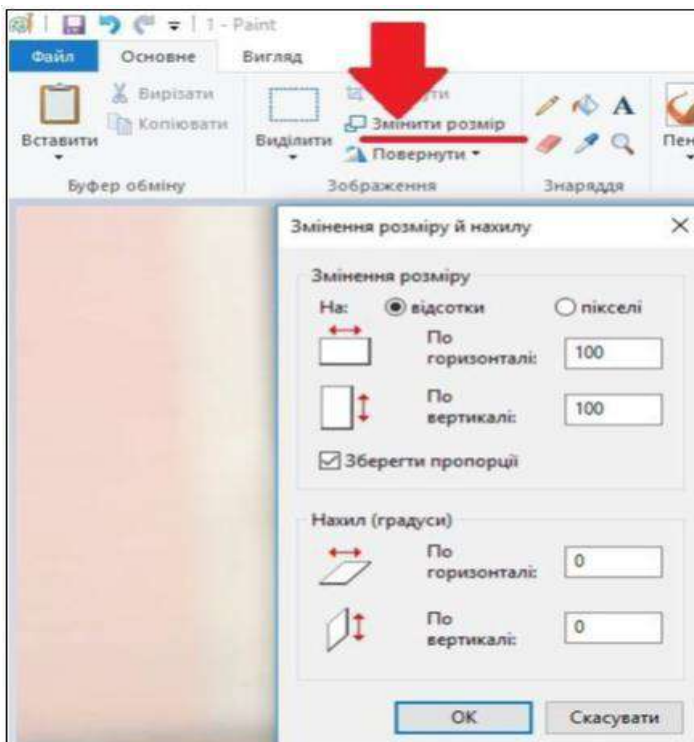 1 - Paint
Файл Основне Вигляд
Вставити
Вирізати
Копіювати
Буфер обміну
Виділити
Змінити розмір
Повернути
Зображення
A
Знаряддя
Змінення розміру й нахилу
Змінення розміру
На: відсотки пікселі
По
горизонталі: 100
По
вертикалі: 100
Зберегти пропорції
Нахил (градуси)
По
горизонталі: 0
По
вертикалі: 0
OK Скасувати